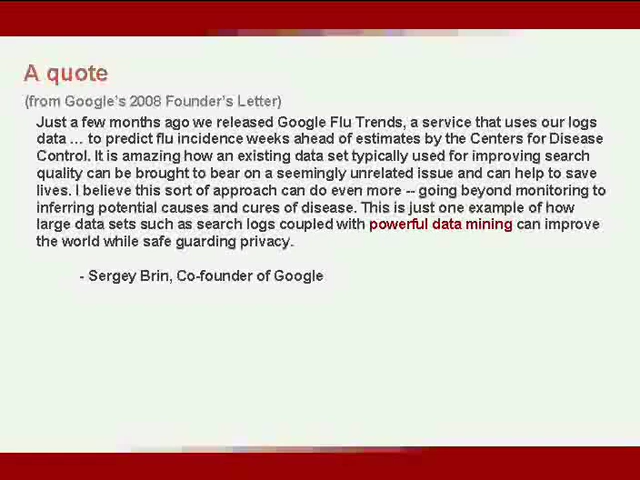 A quote
(from Google's 2008 Founder's Letter)
Just a few months ago we released Google Flu Trends, a service that uses our logs
data ... to predict flu incidence weeks ahead of estimates by the Centers for Disease
Control. It is amazing how an existing data set typically used for improving search
quality can be brought to bear on a seemingly unrelated issue and can help to save
lives. I believe this sort of approach can do even more -- going beyond monitoring to
inferring potential causes and cures of disease. This is just one example of how
large data sets such as search logs coupled with powerful data mining can improve
the world while safe guarding privacy.
- Sergey Brin, Co-founder of Google